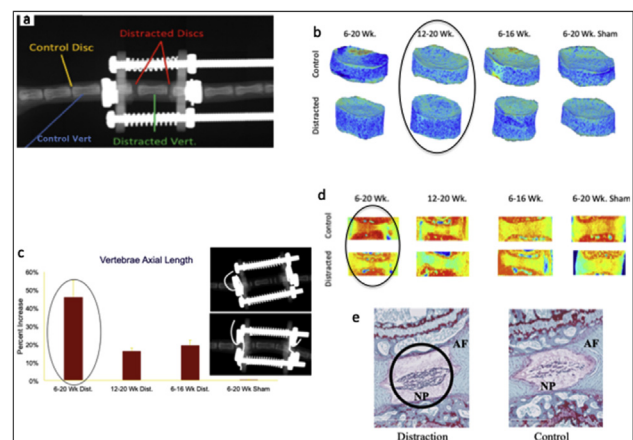 a
Control Disc
Distracted Discs
Control Vert
Distracted Vert.
b
6-20 Wk.
12-20 Wk.
6-16 Wk.
6-20 Wk. Sham
Control
Distracted
d
6-20 Wk.
12-20 Wk.
6-16 Wk.
6-20 Wk. Sham
Control
Distracted
c
Vertebrae Axial Length
Percent Increase
60%
50%
40%
30%
20%
10%
0%
6-20 Wk Dist.
12-20 Wk Dist.
6-16 Wk Dist.
6-20 Wk Sham
e
AF
NP
AF
NP
Distraction
Control